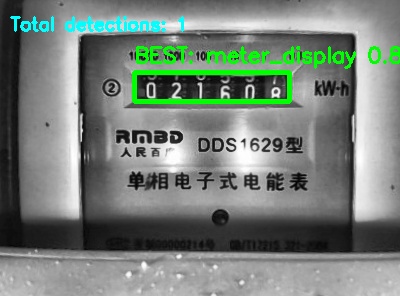 Total detections: 1
BEST: meter_display 0.8
② 021608 kW·h
RMBD
人民百广 DDS1629型
单相电子式电能表